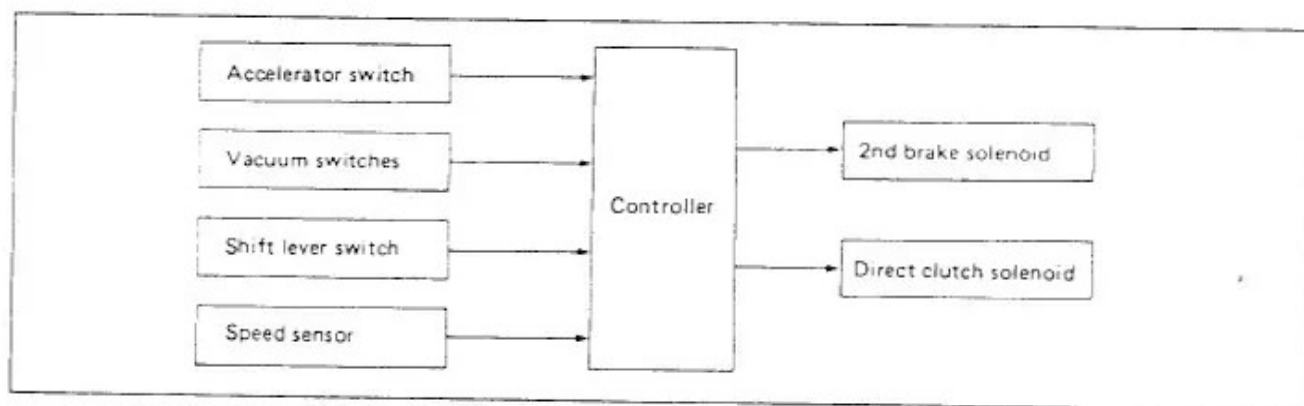 Accelerator switch
Vacuum switches
Shift lever switch
Speed sensor
Controller
2nd brake solenoid
Direct clutch solenoid